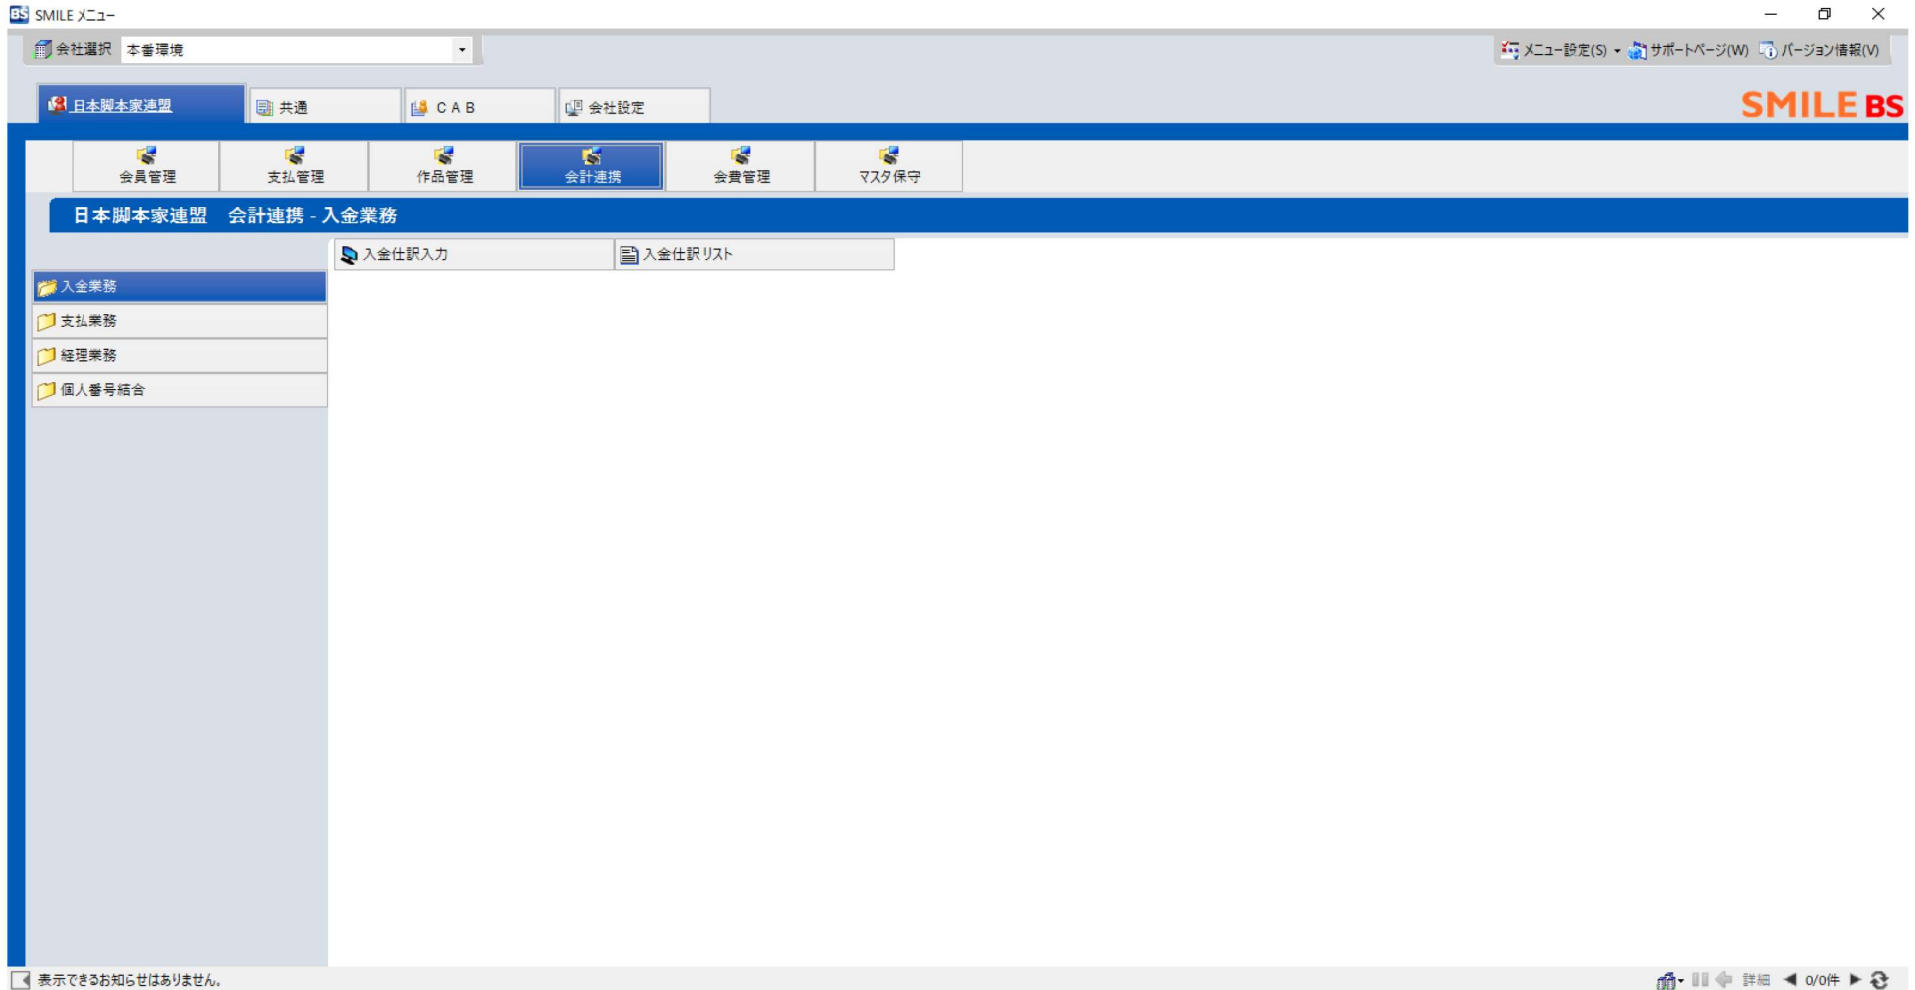 BS SMILE メニュー
会社選択 本番環境 メニュー設定(S) サポートページ(W) バージョン情報(V)
日本脚本家連盟 共通 CAB 会社設定 SMILE BS
会員管理 支払管理 作品管理 会計連携 会費管理 マスタ保守
日本脚本家連盟 会計連携 - 入金業務
入金仕訳入力 入金仕訳リスト
入金業務
支払業務
経理業務
個人番号結合
表示できるお知らせはありません。 詳細 0/0件